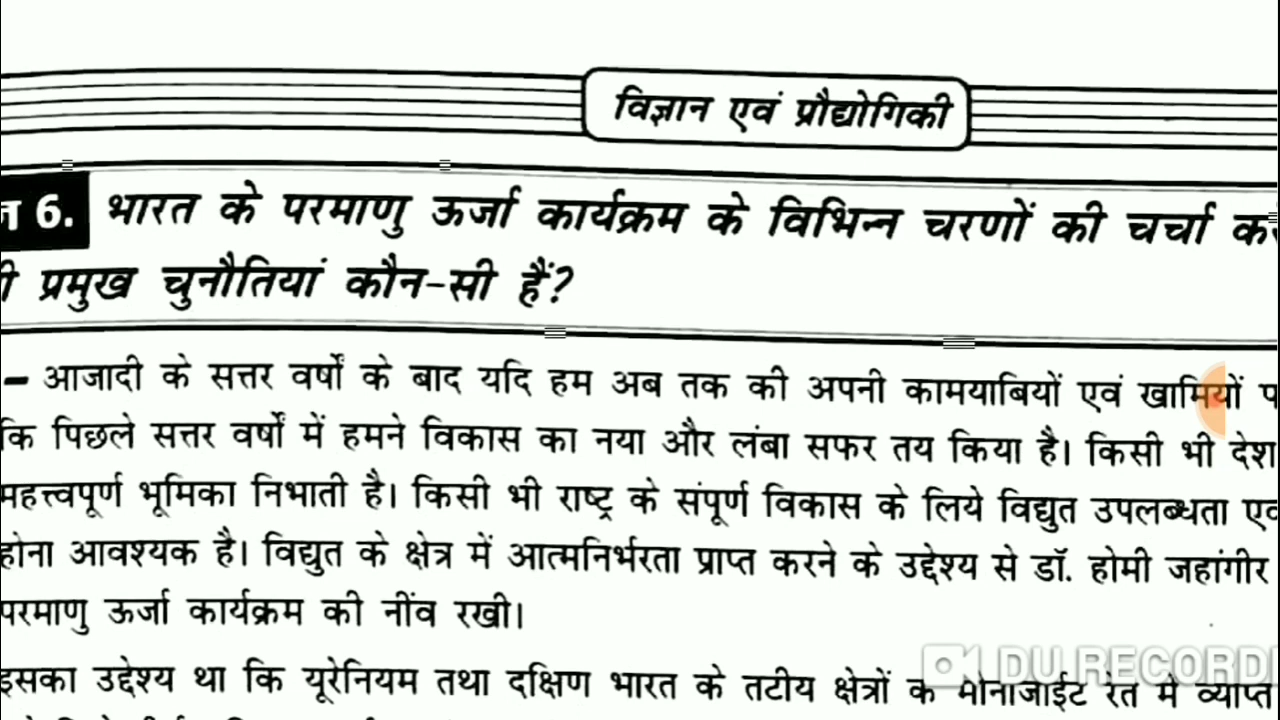 विज्ञान एवं प्रौद्योगिकी
6. भारत के परमाणु ऊर्जा कार्यक्रम के विभिन्न चरणों की चर्चा
प्रमुख चुनौतियां कौन-सी हैं?
– आजादी के सत्तर वर्षों के बाद यदि हम अब तक की अपनी कामयाबियों एवं खामियों
कि पिछले सत्तर वर्षों में हमने विकास का नया और लंबा सफर तय किया है। किसी भी देश
महत्त्वपूर्ण भूमिका निभाती है। किसी भी राष्ट्र के संपूर्ण विकास के लिये विद्युत उपलब्धता
होना आवश्यक है। विद्युत के क्षेत्र में आत्मनिर्भरता प्राप्त करने के उद्देश्य से डॉ. होमी जहांगीर
परमाणु ऊर्जा कार्यक्रम की नींव रखी।
इसका उद्देश्य था कि यूरेनियम तथा दक्षिण भारत के तटीय क्षेत्रों के मोनाजाईट रेत में व्याप्त
DU RECORD